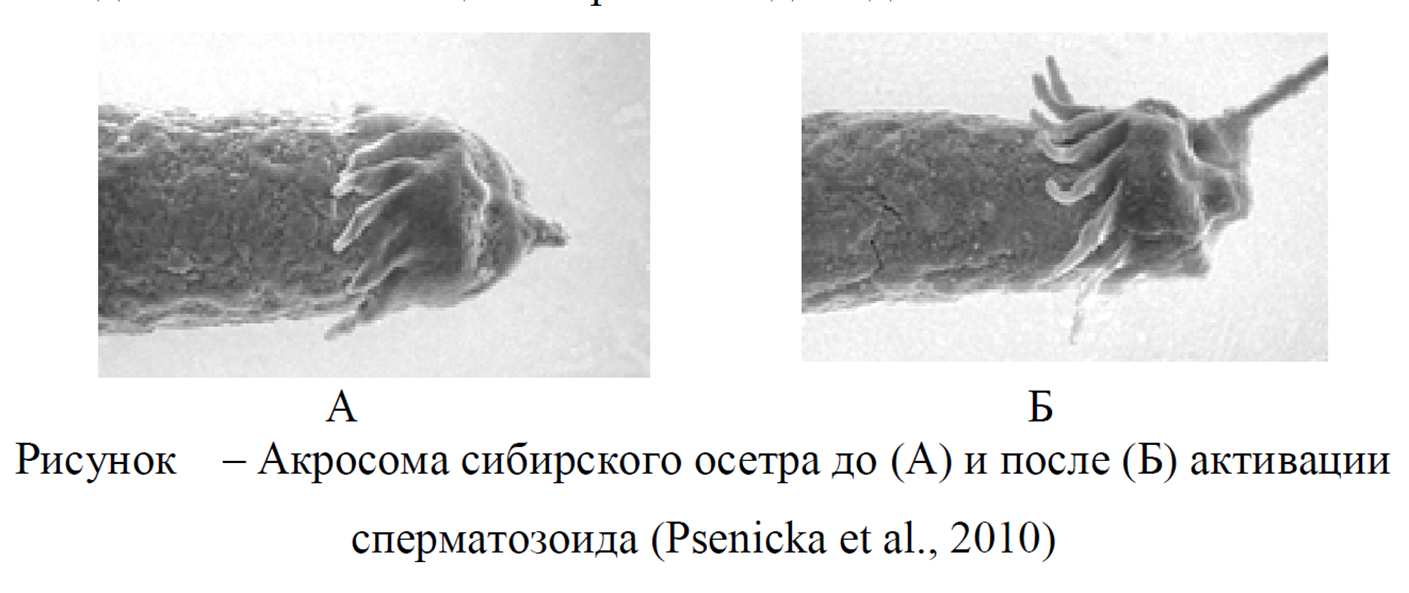 А
Б
Рисунок – Акросома сибирского осетра до (А) и после (Б) активации
сперматозоида (Psenicka et al., 2010)